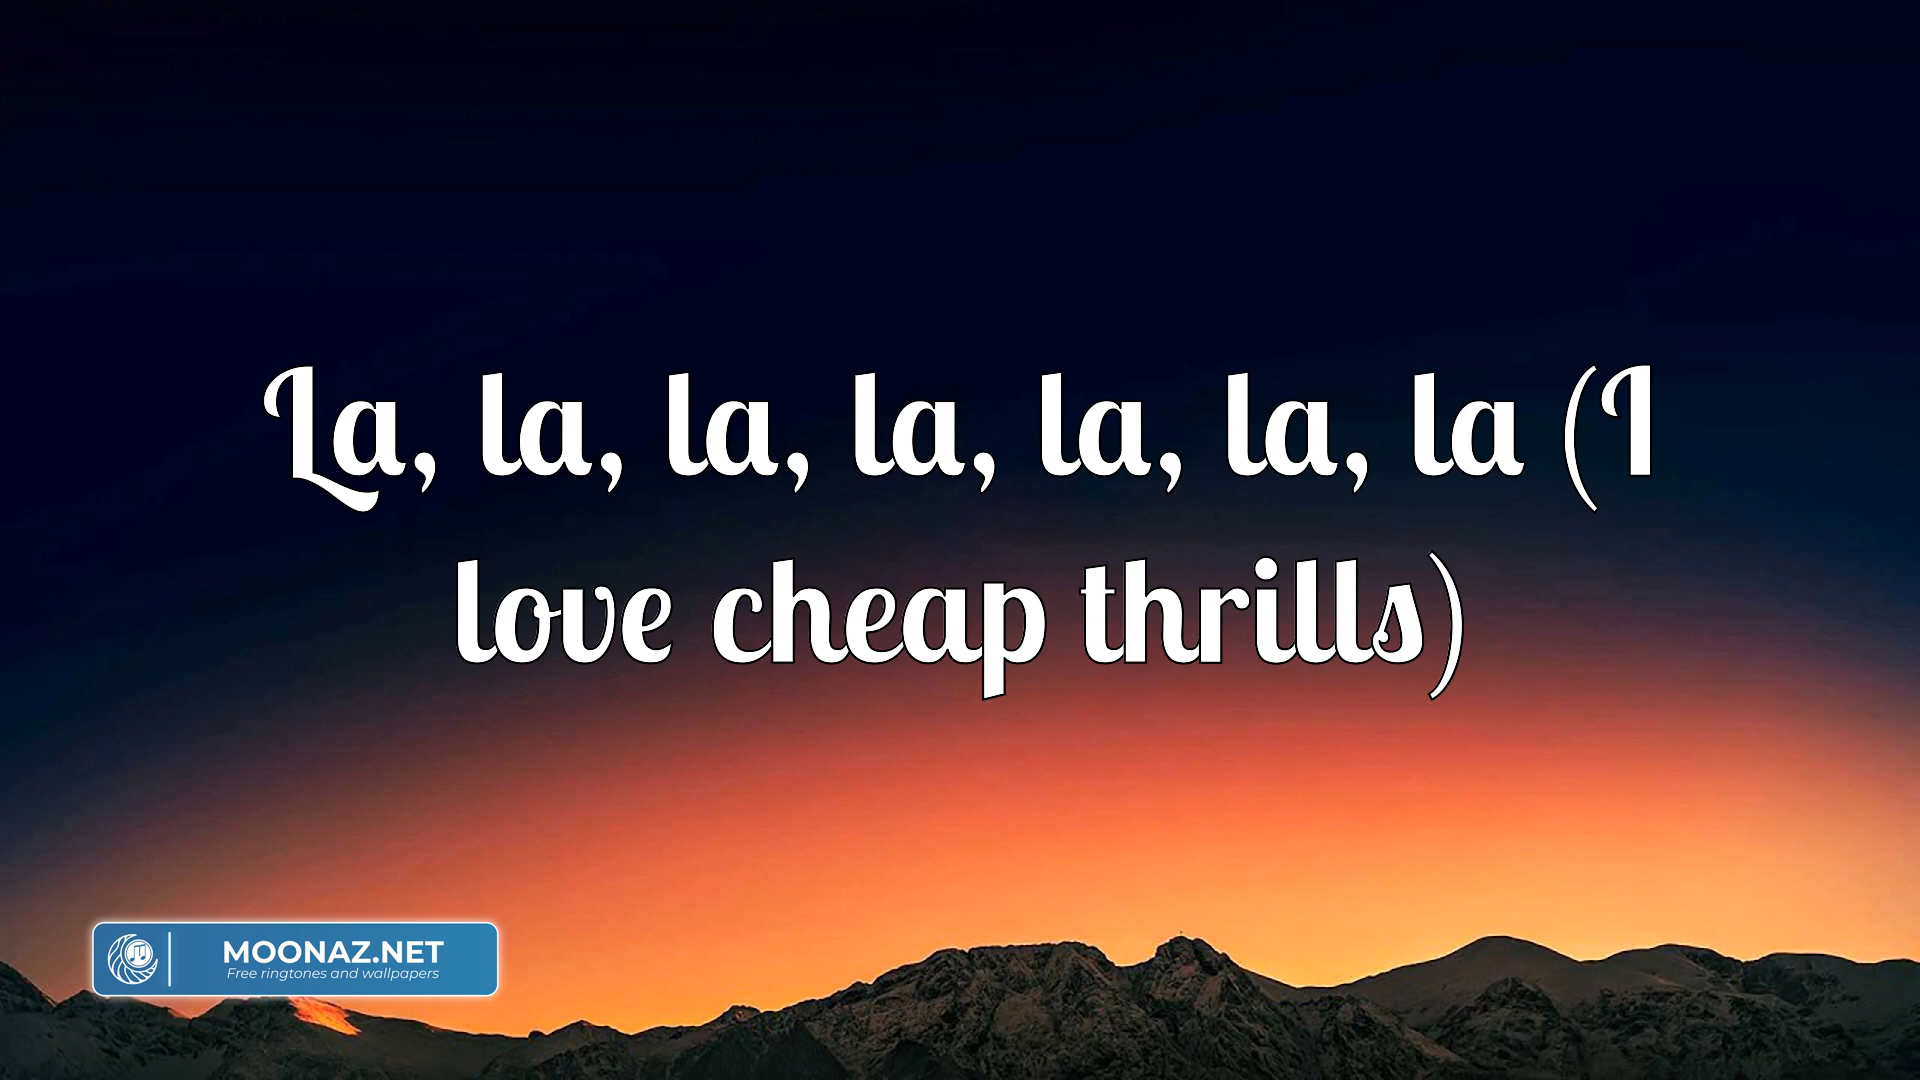 La, la, la, la, la, la, la (I
love cheap thrills)
MOONAZ.NET
Free ringtones and wallpapers